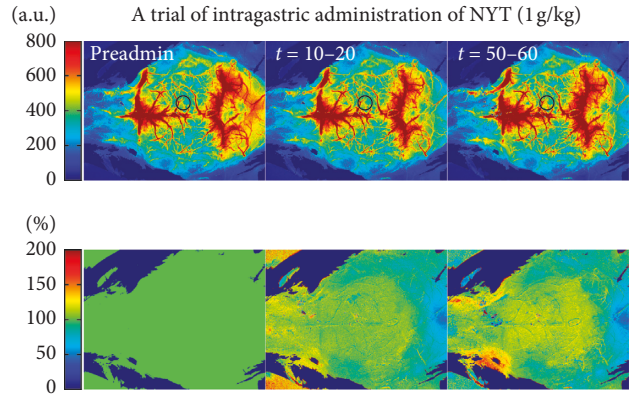 (a.u.)
A trial of intragastric administration of NYT (1 g/kg)
800
600
400
200
0
Preadmin
t = 10–20
t = 50–60
(%)
200
150
100
50
0